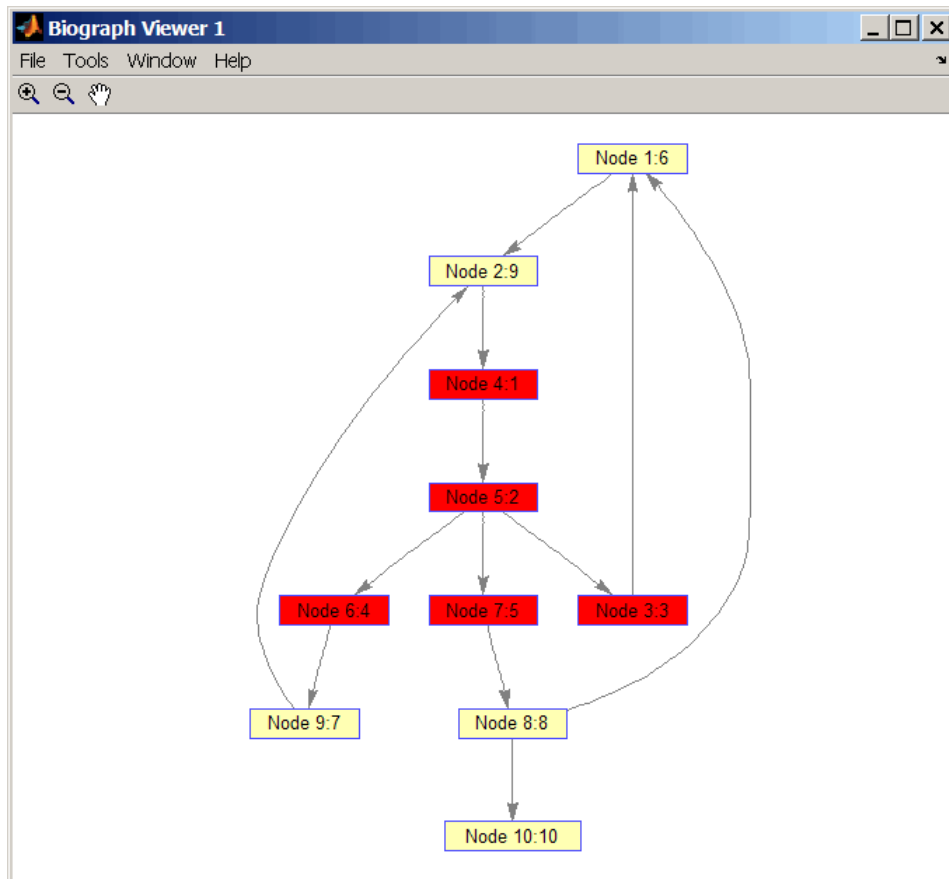 Biograph Viewer 1
File Tools Window Help
Node 1:6
Node 2:9
Node 4:1
Node 5:2
Node 6:4 Node 7:5 Node 3:3
Node 9:7 Node 8:8
Node 10:10